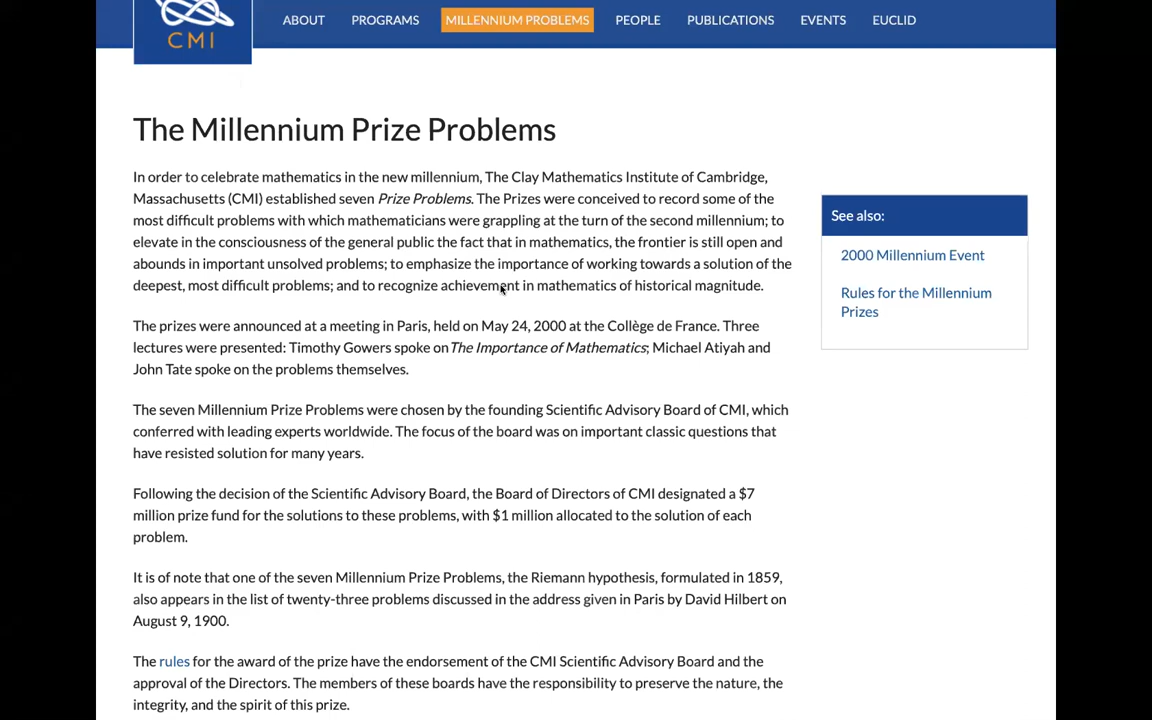 CMI
ABOUT PROGRAMS MILLENNIUM PROBLEMS PEOPLE PUBLICATIONS EVENTS EUCLID
The Millennium Prize Problems
In order to celebrate mathematics in the new millennium, The Clay Mathematics Institute of Cambridge,
Massachusetts (CMI) established seven Prize Problems. The Prizes were conceived to record some of the
most difficult problems with which mathematicians were grappling at the turn of the second millennium; to
elevate in the consciousness of the general public the fact that in mathematics, the frontier is still open and
abounds in important unsolved problems; to emphasize the importance of working towards a solution of the
deepest, most difficult problems; and to recognize achievement in mathematics of historical magnitude.
The prizes were announced at a meeting in Paris, held on May 24, 2000 at the Collège de France. Three
lectures were presented: Timothy Gowers spoke on The Importance of Mathematics; Michael Atiyah and
John Tate spoke on the problems themselves.
The seven Millennium Prize Problems were chosen by the founding Scientific Advisory Board of CMI, which
conferred with leading experts worldwide. The focus of the board was on important classic questions that
have resisted solution for many years.
Following the decision of the Scientific Advisory Board, the Board of Directors of CMI designated a $7
million prize fund for the solutions to these problems, with $1 million allocated to the solution of each
problem.
It is of note that one of the seven Millennium Prize Problems, the Riemann hypothesis, formulated in 1859,
also appears in the list of twenty-three problems discussed in the address given in Paris by David Hilbert on
August 9, 1900.
The rules for the award of the prize have the endorsement of the CMI Scientific Advisory Board and the
approval of the Directors. The members of these boards have the responsibility to preserve the nature, the
integrity, and the spirit of this prize.
See also:
2000 Millennium Event
Rules for the Millennium
Prizes